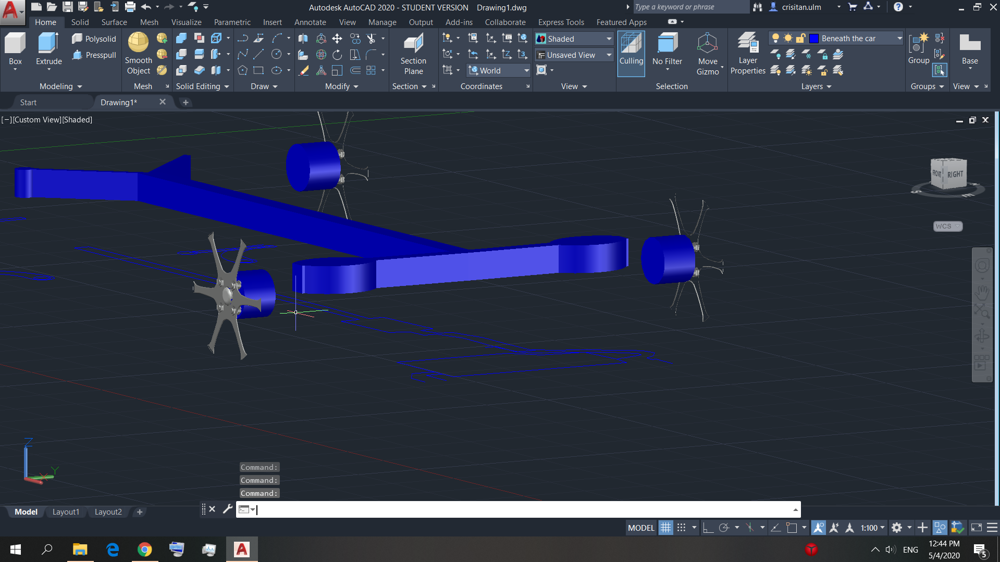 Autodesk AutoCAD 2020 - STUDENT VERSION    Drawing1.dwg
Type a keyword or phrase
crisitan.ulm
Home Solid Surface Mesh Visualize Parametric Insert Annotate View Manage Output Add-ins Collaborate Express Tools Featured Apps
Box
Extrude
Polysolid
Presspull
Modeling
Smooth
Object
Mesh
Solid Editing
Draw
Modify
Section
Plane
Section
World
Coordinates
Shaded
Unsaved View
View
Culling
No Filter
Move
Gizmo
Selection
Layer
Properties
Beneath the car
Layers
Group
Groups
Base
View
Start
Drawing1*
[−][Custom View][Shaded]
FRONT
RIGHT
S
E
WCS
Z
X
Y
Command:
Command:
Command:
Model
Layout1
Layout2
MODEL
1:100
ENG
12:44 PM
5/4/2020
5